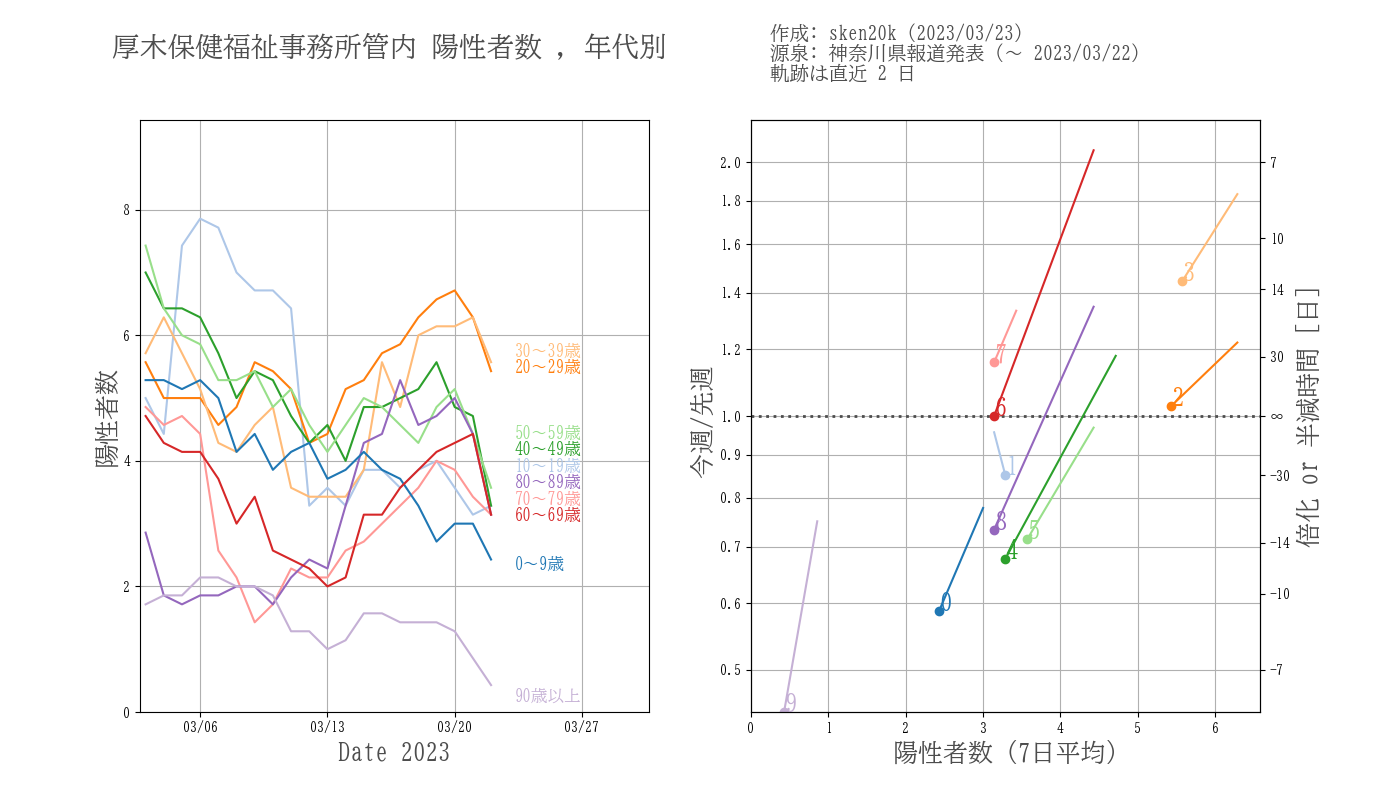 厚木保健福祉事務所管内 陽性者数 , 年代別
作成: sken20k (2023/03/23)
源泉: 神奈川県報道発表 (～ 2023/03/22)
軌跡は直近 2 日
陽性者数
8
6
4
2
0
03/06
03/13
03/20
03/27
Date 2023
30～39歳
20～29歳
50～59歳
40～49歳
10～19歳
80～89歳
70～79歳
60～69歳
0～9歳
90歳以上
今週/先週
2.0
1.8
1.6
1.4
1.2
1.0
0.9
0.8
0.7
0.6
0.5
3
7
2
6
1
8
5
4
0
9
0
1
2
3
4
5
6
陽性者数 (7日平均)
7
10
14
30
∞
-30
-14
-10
-7
倍化 or 半減時間 [日]